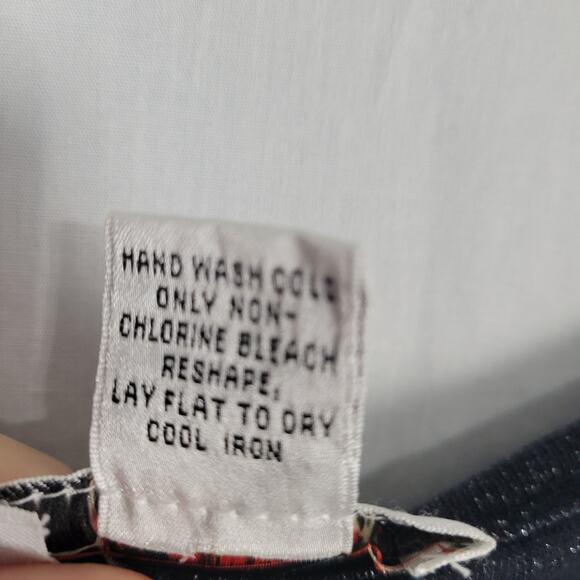 HAND WASH COLD
ONLY NON-
CHLORINE BLEACH
RESHAPE,
LAY FLAT TO DRY
COOL IRON